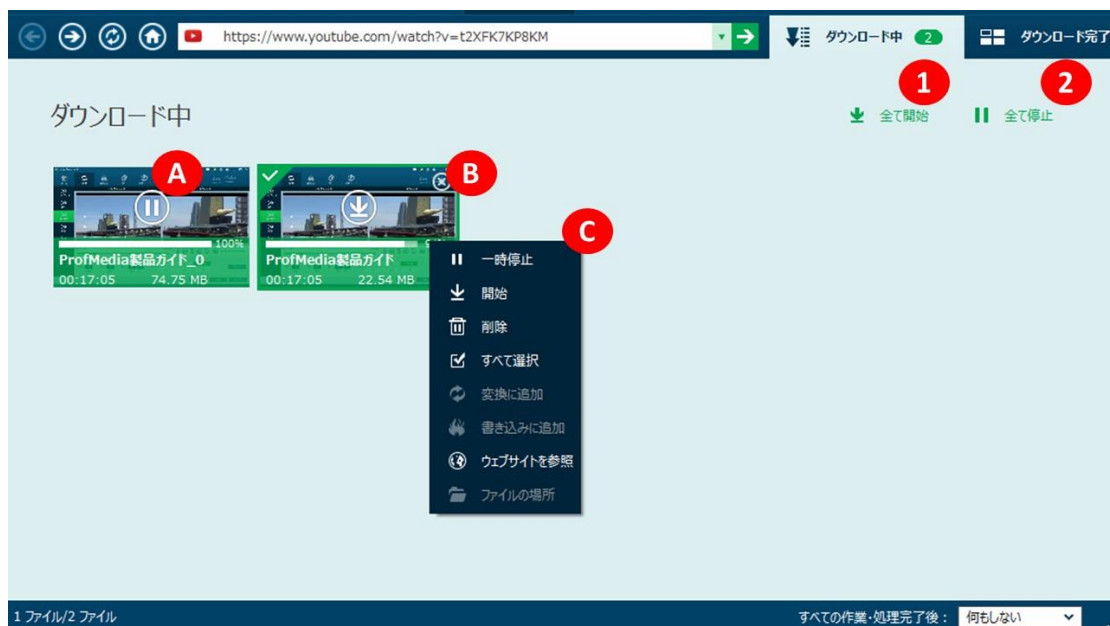 https://www.youtube.com/watch?v=t2XFK7KP8KM
ダウンロード中 2
ダウンロード完了
1
2
ダウンロード中
全て開始
全て停止
A
B
100%
ProfMedia製品ガイド_0
00:17:05 74.75 MB
ProfMedia製品ガイド
00:17:05 22.54 MB
C
一時停止
開始
削除
すべて選択
変換に追加
書き込みに追加
ウェブサイトを参照
ファイルの場所
1 ファイル/2 ファイル
すべての作業・処理完了後： 何もしない